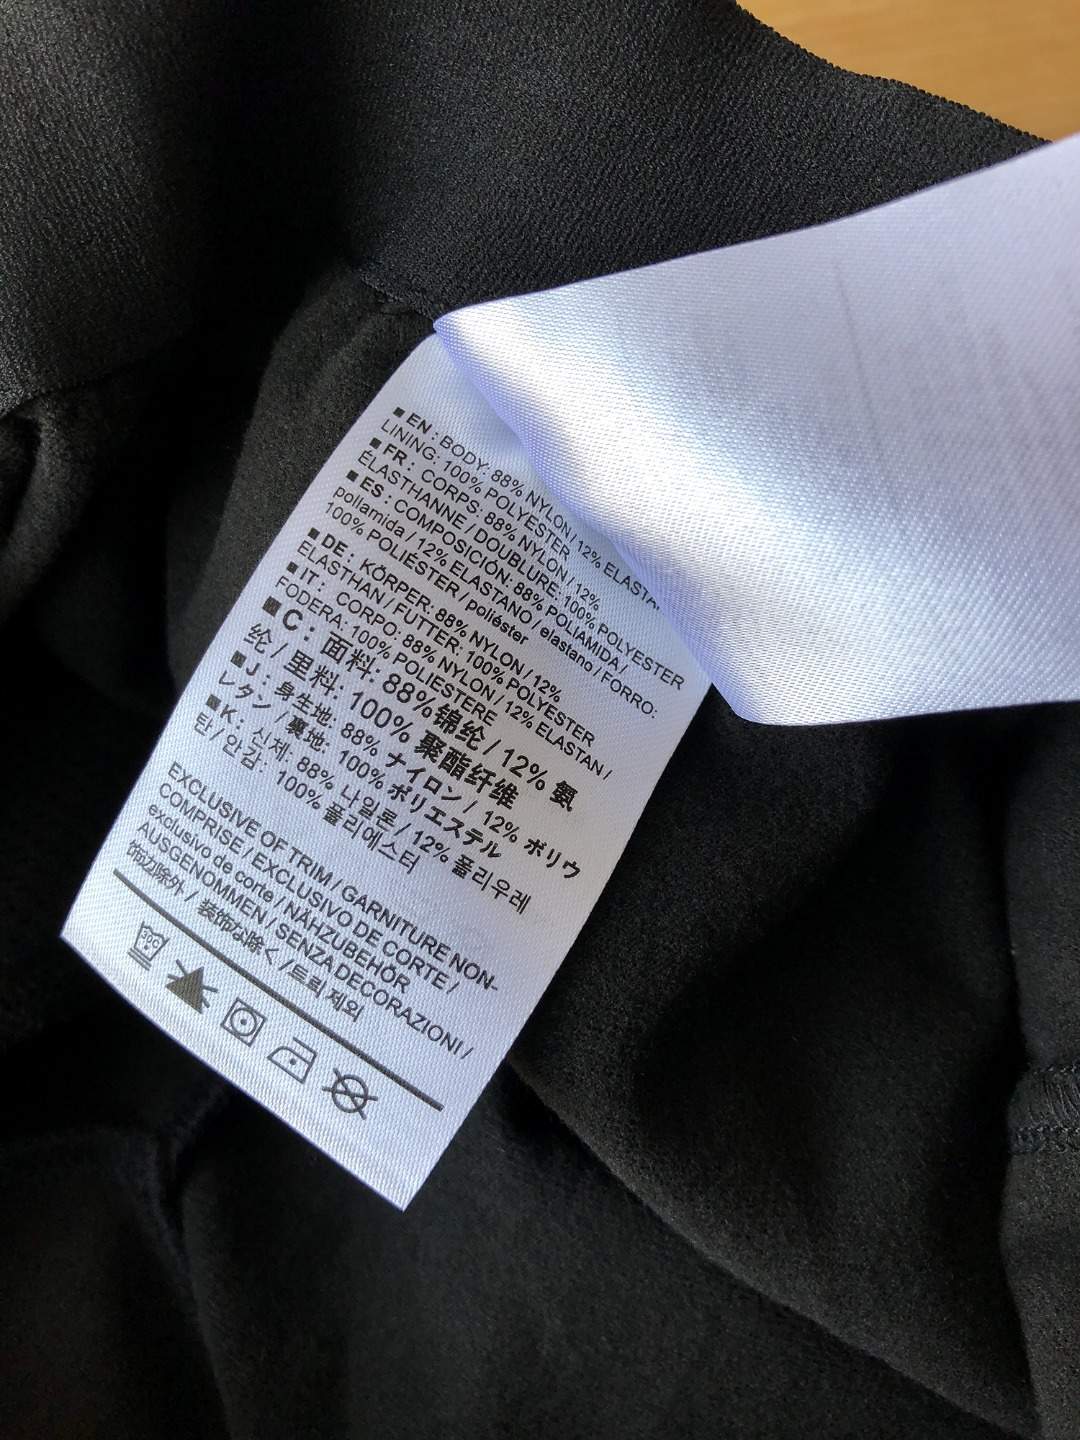 ■ EN : BODY: 88% NYLON / 12% ELASTA
LINING: 100% POLYESTER
■ FR : CORPS: 88% NYLON / 12%
ÉLASTHANNE / DOUBLURE: 100% POLYESTER
■ ES : COMPOSICIÓN: 88% POLIAMIDA /
poliamida / 12% ELASTANO / elastano / FORRO:
100% POLIÉSTER / poliéster
■ DE : KÖRPER: 88% NYLON / 12%
ELASTHAN / FUTTER: 100% POLYESTER
■ IT : CORPO: 88% NYLON / 12% ELASTAN /
FODERA: 100% POLIESTERE
■ C : 面料: 88%锦纶 / 12% 氨
纶 / 里料: 100% 聚酯纤维
■ J : 身生地: 88% ナイロン / 12% ポリウ
レタン / 裏地: 100% ポリエステル
■ K : 신체: 88% 나일론 / 12% 폴리우레
탄 / 안감: 100% 폴리에스터
EXCLUSIVE OF TRIM / GARNITURE NON-
COMPRISE / EXCLUSIVO DE CORTE /
exclusivo de corte / NÄHZUBEHÖR
AUSGENOMMEN / SENZA DECORAZIONI /
饰边除外 / 装飾な除く / 트릭 제외